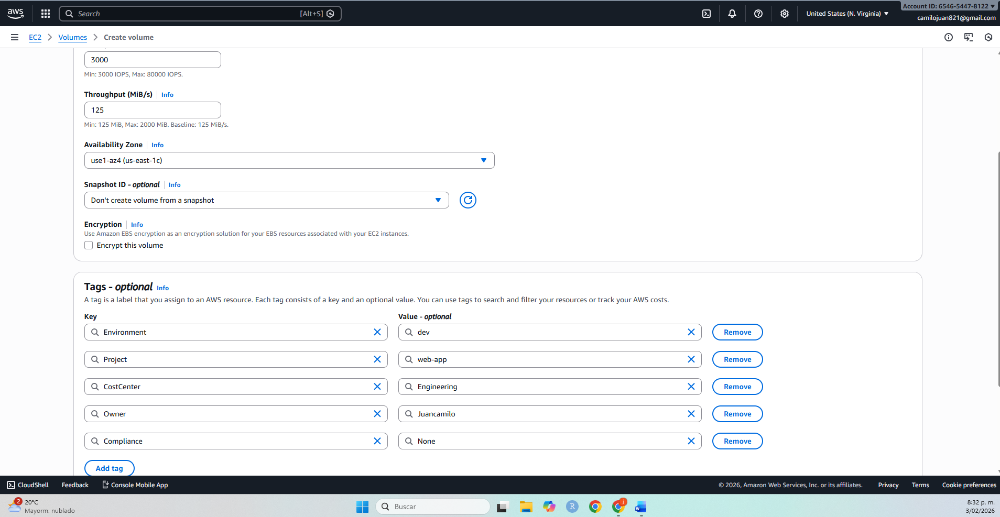 aws
Search [Alt+S]
United States (N. Virginia)
Account ID: 6546-5447-8122
camilojuan821@gmail.com
EC2 > Volumes > Create volume
3000
Min: 3000 IOPS, Max: 80000 IOPS.
Throughput (MiB/s) Info
125
Min: 125 MiB, Max: 2000 MiB. Baseline: 125 MiB/s.
Availability Zone Info
use1-az4 (us-east-1c)
Snapshot ID - optional Info
Don't create volume from a snapshot
Encryption Info
Use Amazon EBS encryption as an encryption solution for your EBS resources associated with your EC2 instances.
Encrypt this volume
Tags - optional Info
A tag is a label that you assign to an AWS resource. Each tag consists of a key and an optional value. You can use tags to search and filter your resources or track your AWS costs.
Key Value - optional
Environment dev Remove
Project web-app Remove
CostCenter Engineering Remove
Owner Juancamilo Remove
Compliance None Remove
Add tag
CloudShell Feedback Console Mobile App © 2026, Amazon Web Services, Inc. or its affiliates. Privacy Terms Cookie preferences
2
20°C
Mayorm. nublado
Buscar
R
J
W
8:32 p. m.
3/02/2026